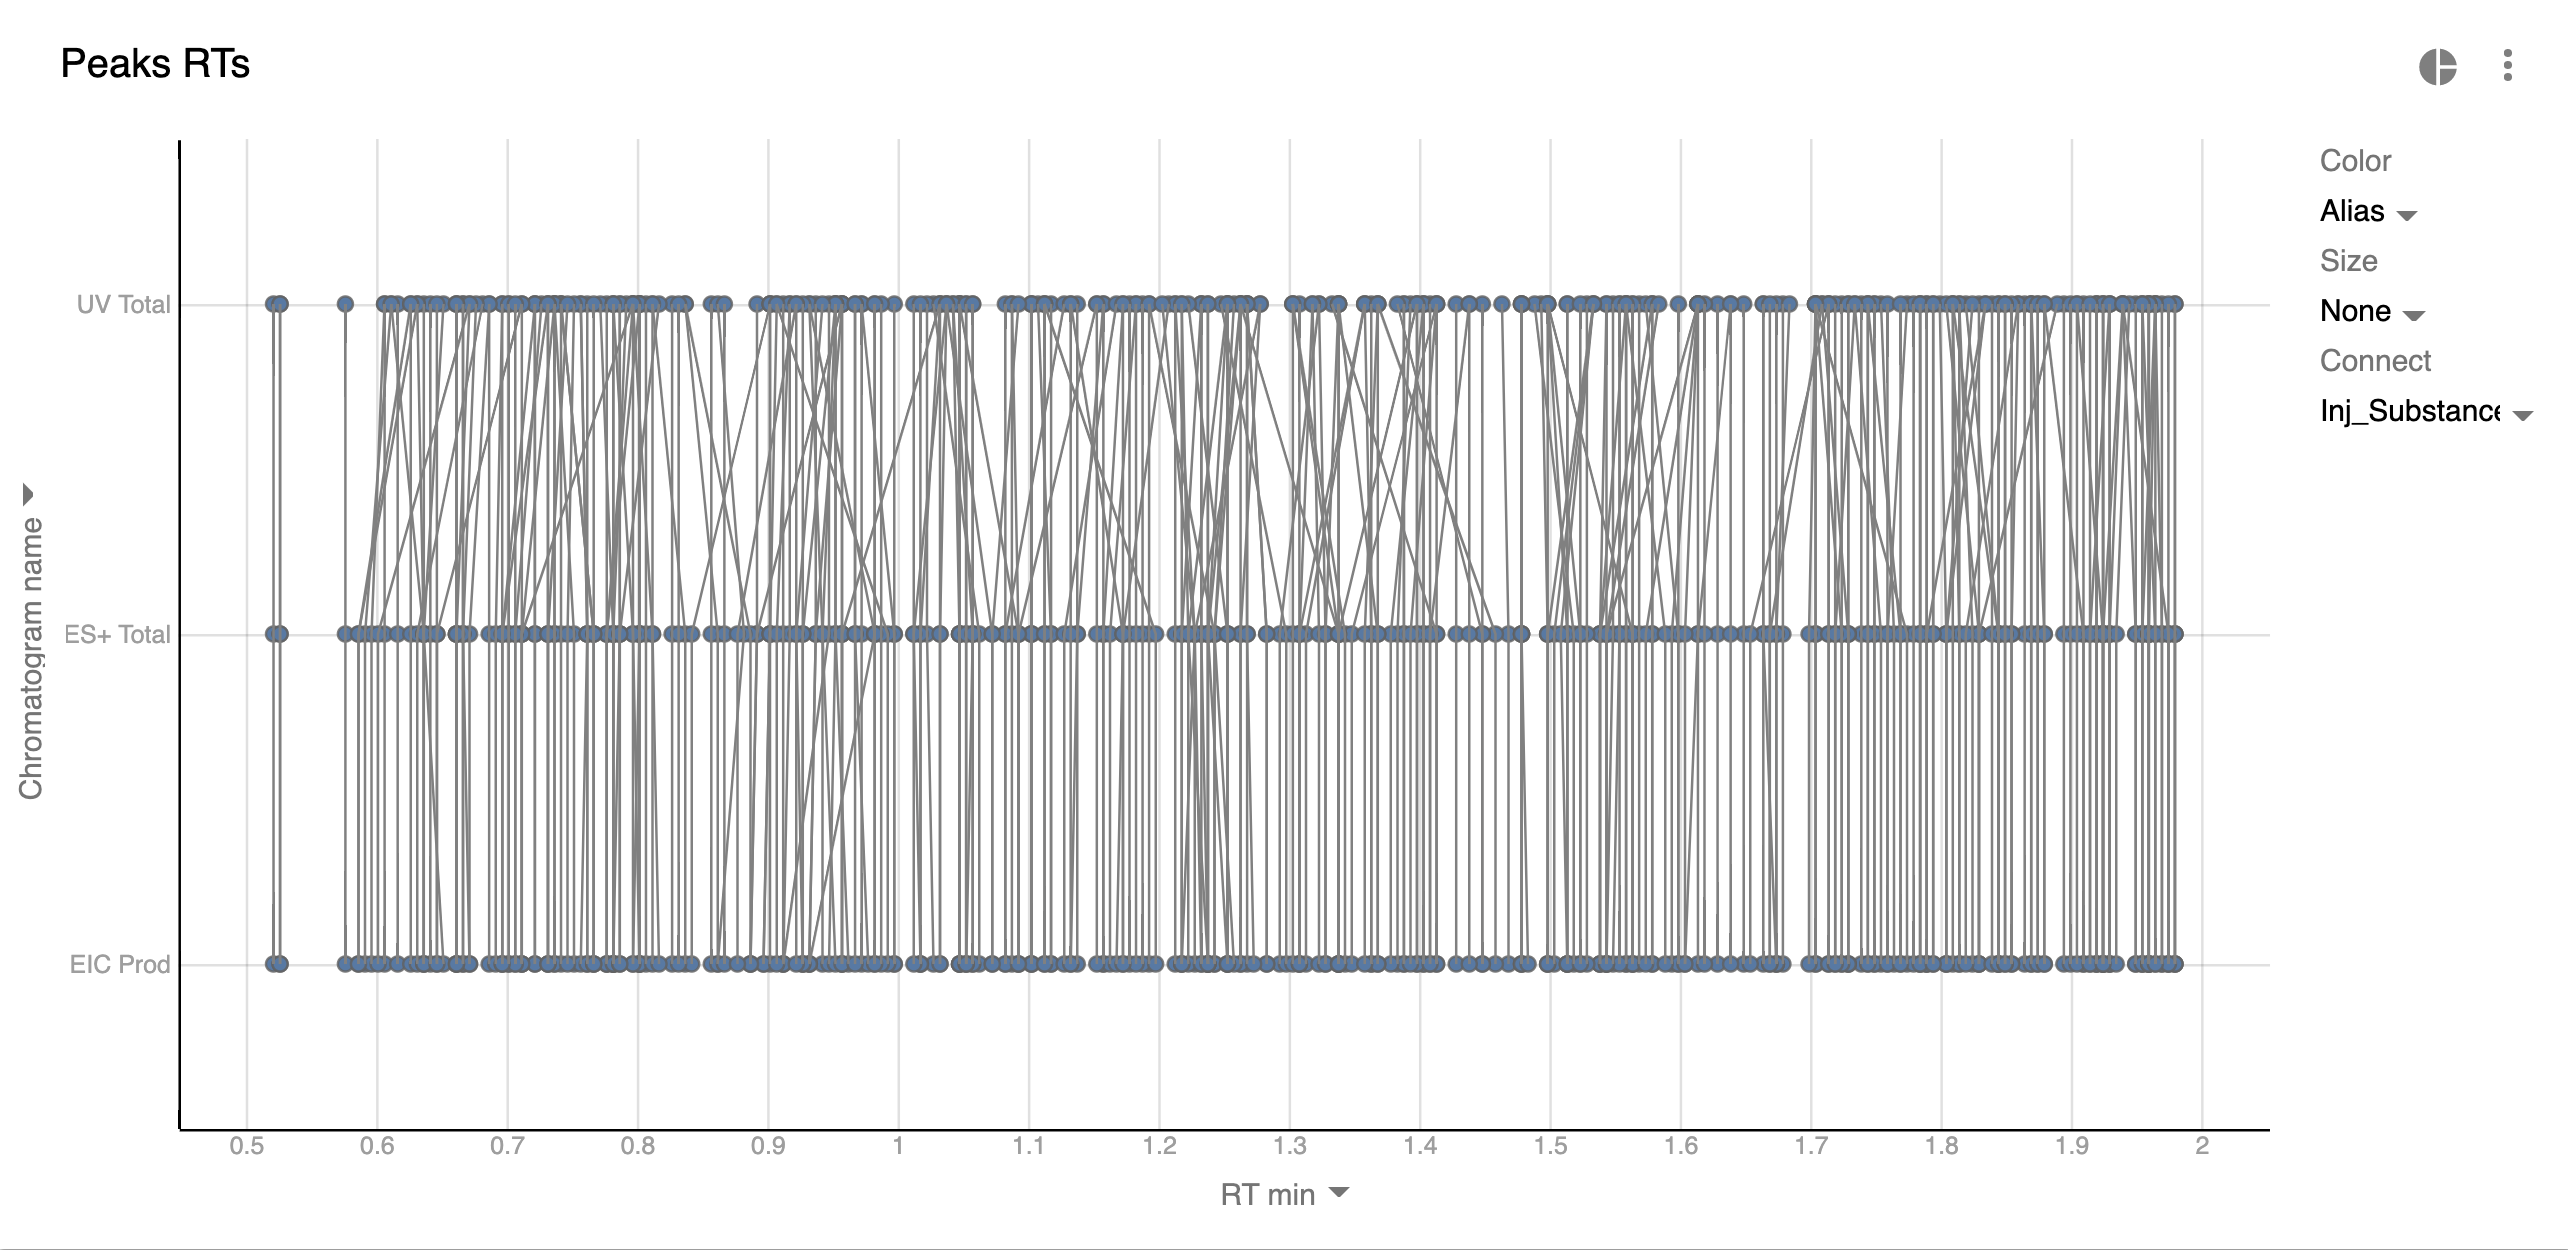 Peaks RTs
Color
Alias
Size
None
Connect
Inj_Substance
Chromatogram name
UV Total
ES+ Total
EIC Prod
0.5 0.6 0.7 0.8 0.9 1 1.1 1.2 1.3 1.4 1.5 1.6 1.7 1.8 1.9 2
RT min